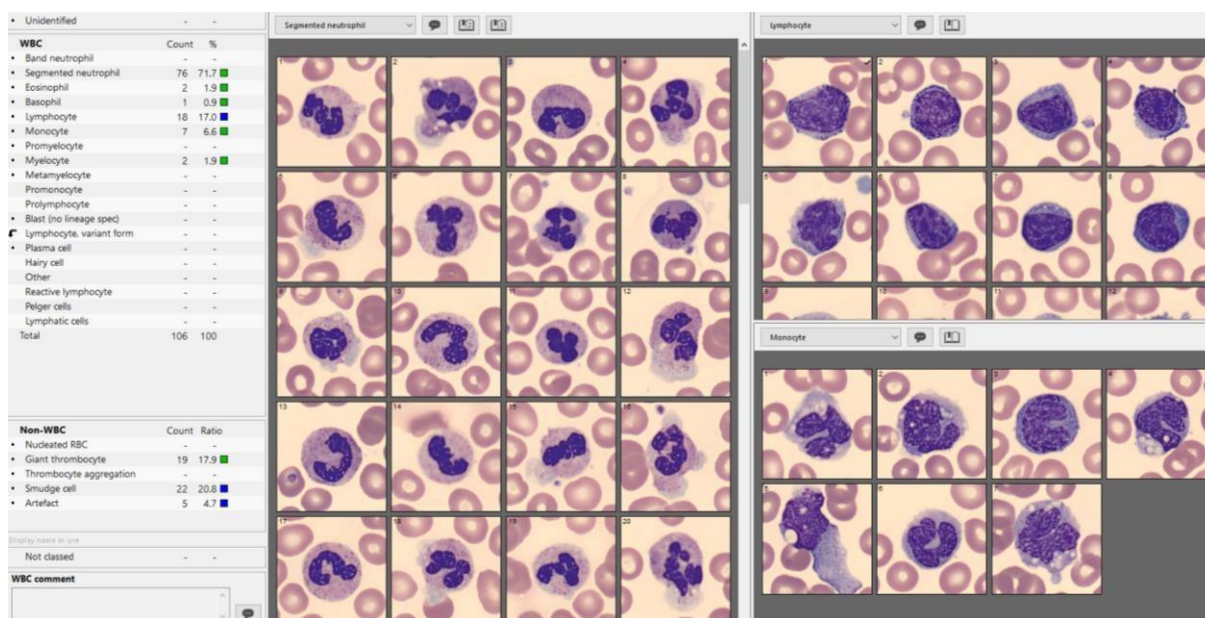 Unidentified - -
WBC Count %
Band neutrophil - -
Segmented neutrophil 76 71.7
Eosinophil 2 1.9
Basophil 1 0.9
Lymphocyte 18 17.0
Monocyte 7 6.6
Promyelocyte - -
Myelocyte 2 1.9
Metamyelocyte - -
Promonocyte - -
Prolymphocyte - -
Blast (no lineage spec) - -
Lymphocyte, variant form - -
Plasma cell - -
Hairy cell - -
Other - -
Reactive lymphocyte - -
Pelger cells - -
Lymphatic cells - -
Total 106 100
Non-WBC Count Ratio
Nucleated RBC - -
Giant thrombocyte 19 17.9
Thrombocyte aggregation - -
Smudge cell 22 20.8
Artefact 5 4.7
Display name in use
Not classed - -
WBC comment
Segmented neutrophil
1 2 3 4
5 6 7 8
9 10 11 12
13 14 15 16
17 18 19 20
Lymphocyte
1 2 3 4
5 6 7 8
9 10 11 12
Monocyte
1 2 3 4
5 6 7